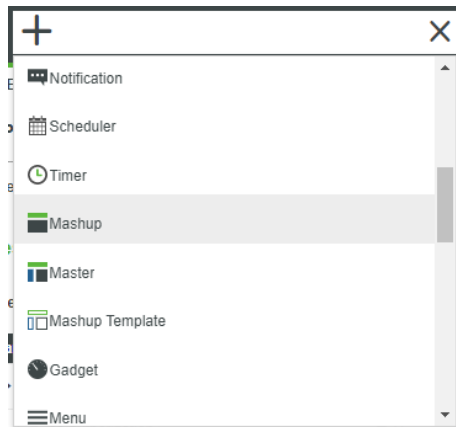 Notification
Scheduler
Timer
Mashup
Master
Mashup Template
Gadget
Menu